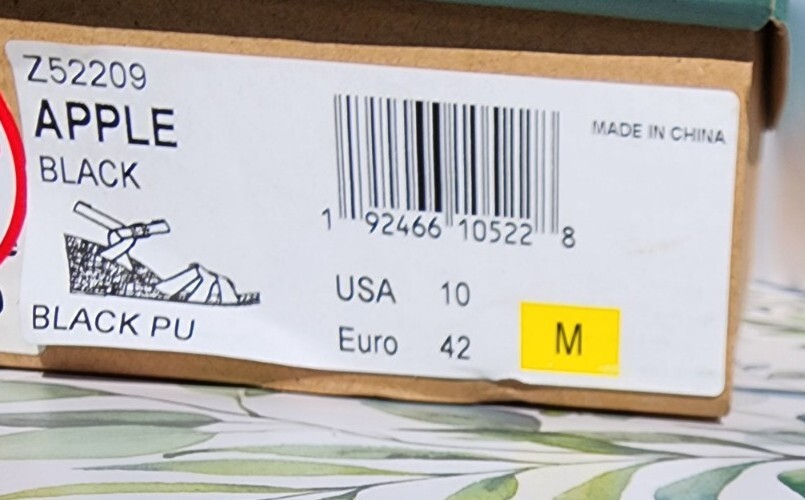 Z52209
APPLE
BLACK
BLACK PU
1 92466 10522 8
MADE IN CHINA
USA 10
Euro 42
M